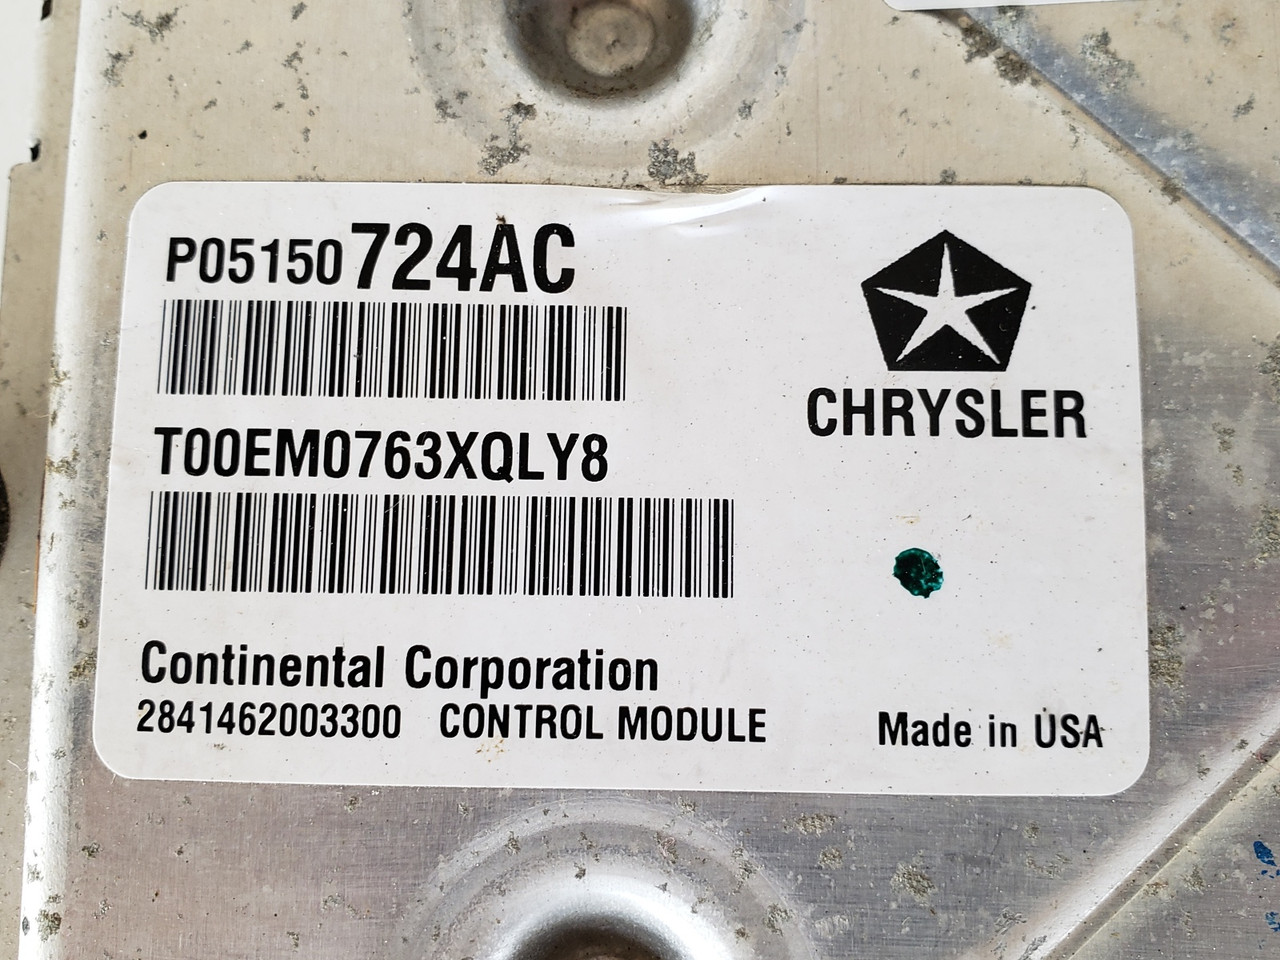 P05150724AC
CHRYSLER
T00EM0763XQLY8
Continental Corporation
2841462003300 CONTROL MODULE
Made in USA